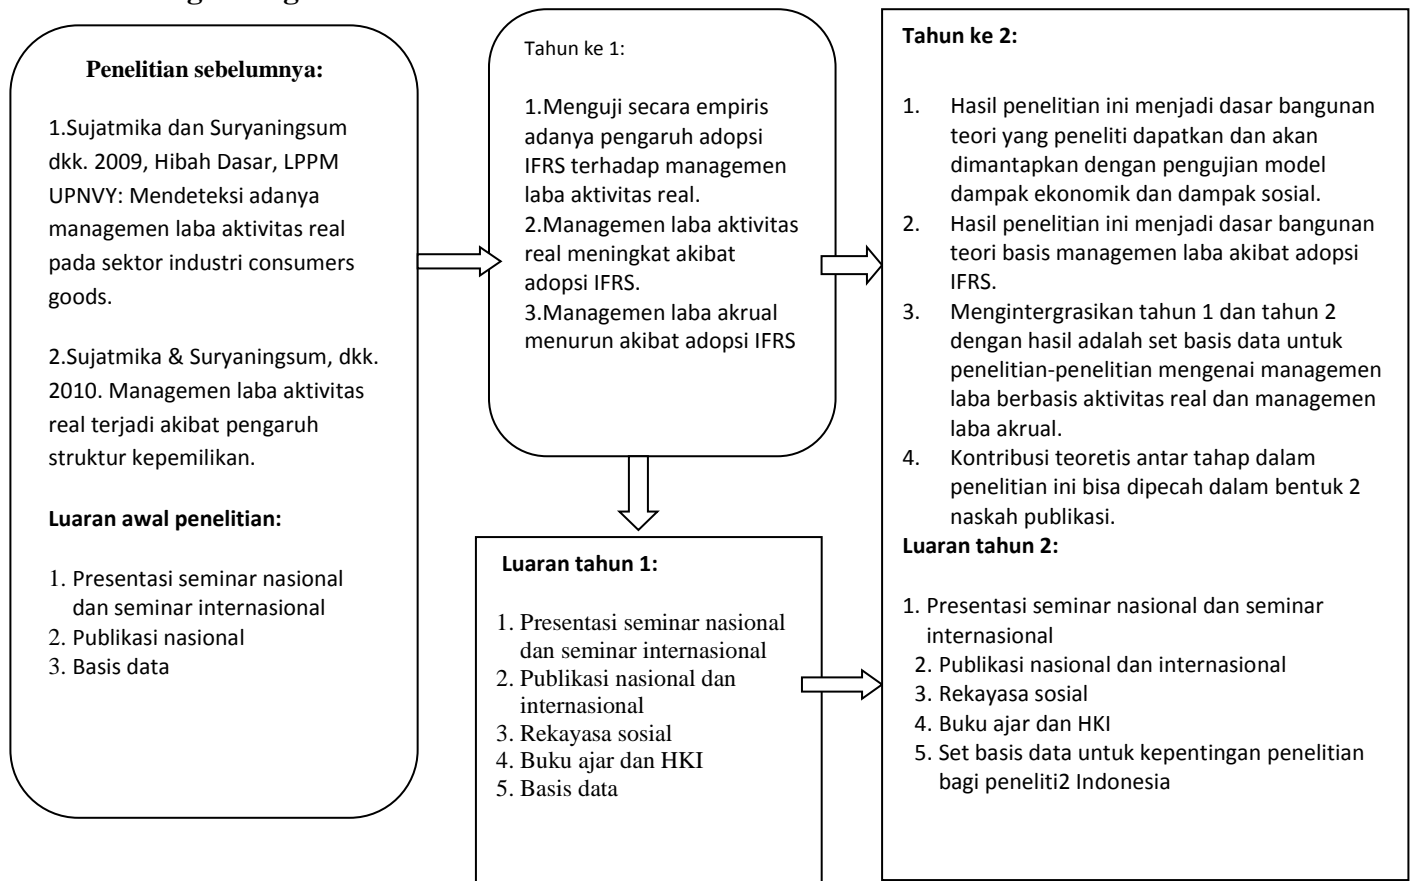 Penelitian sebelumnya:
1.Sujatmika dan Suryaningsum
dkk. 2009, Hibah Dasar, LPPM
UPNVY: Mendeteksi adanya
managemen laba aktivitas real
pada sektor industri consumers
goods.
2.Sujatmika & Suryaningsum, dkk.
2010. Managemen laba aktivitas
real terjadi akibat pengaruh
struktur kepemilikan.
Luaran awal penelitian:
1. Presentasi seminar nasional
dan seminar internasional
2. Publikasi nasional
3. Basis data
Tahun ke 1:
1.Menguji secara empiris
adanya pengaruh adopsi
IFRS terhadap managemen
laba aktivitas real.
2.Managemen laba aktivitas
real meningkat akibat
adopsi IFRS.
3.Managemen laba akrual
menurun akibat adopsi IFRS
Luaran tahun 1:
1. Presentasi seminar nasional
dan seminar internasional
2. Publikasi nasional dan
internasional
3. Rekayasa sosial
4. Buku ajar dan HKI
5. Basis data
Tahun ke 2:
1. Hasil penelitian ini menjadi dasar bangunan
teori yang peneliti dapatkan dan akan
dimantapkan dengan pengujian model
dampak ekonomik dan dampak sosial.
2. Hasil penelitian ini menjadi dasar bangunan
teori basis managemen laba akibat adopsi
IFRS.
3. Mengintergrasikan tahun 1 dan tahun 2
dengan hasil adalah set basis data untuk
penelitian-penelitian mengenai managemen
laba berbasis aktivitas real dan managemen
laba akrual.
4. Kontribusi teoretis antar tahap dalam
penelitian ini bisa dipecah dalam bentuk 2
naskah publikasi.
Luaran tahun 2:
1. Presentasi seminar nasional dan seminar
internasional
2. Publikasi nasional dan internasional
3. Rekayasa sosial
4. Buku ajar dan HKI
5. Set basis data untuk kepentingan penelitian
bagi peneliti2 Indonesia